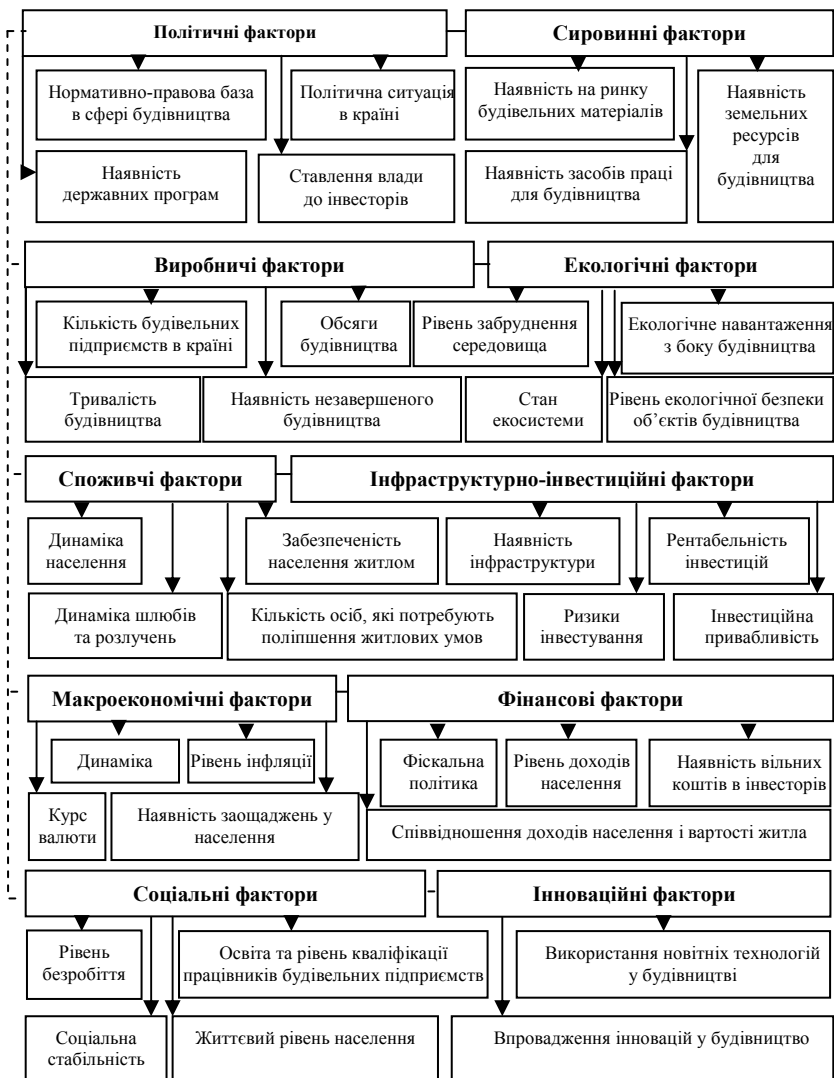 Політичні фактори
Сировинні фактори
Нормативно-правова база
в сфері будівництва
Політична ситуація
в країні
Наявність на ринку
будівельних матеріалів
Наявність
земельних
ресурсів
для
будівництва
Наявність
державних програм
Ставлення влади
до інвесторів
Наявність засобів праці
для будівництва
Виробничі фактори
Екологічні фактори
Кількість будівельних
підприємств в країні
Обсяги
будівництва
Рівень забруднення
середовища
Екологічне навантаження
з боку будівництва
Тривалість
будівництва
Наявність незавершеного
будівництва
Стан
екосистеми
Рівень екологічної безпеки
об’єктів будівництва
Споживчі фактори
Інфраструктурно-інвестиційні фактори
Динаміка
населення
Забезпеченість
населення житлом
Наявність
інфраструктури
Рентабельність
інвестицій
Динаміка шлюбів
та розлучень
Кількість осіб, які потребують
поліпшення житлових умов
Ризики
інвестування
Інвестиційна
привабливість
Макроекономічні фактори
Фінансові фактори
Динаміка
Рівень інфляції
Фіскальна
політика
Рівень доходів
населення
Наявність вільних
коштів в інвесторів
Курс
валюти
Наявність заощаджень у
населення
Співвідношення доходів населення і вартості житла
Соціальні фактори
Інноваційні фактори
Рівень
безробіття
Освіта та рівень кваліфікації
працівників будівельних підприємств
Використання новітніх технологій
у будівництві
Соціальна
стабільність
Життєвий рівень населення
Впровадження інновацій у будівництво